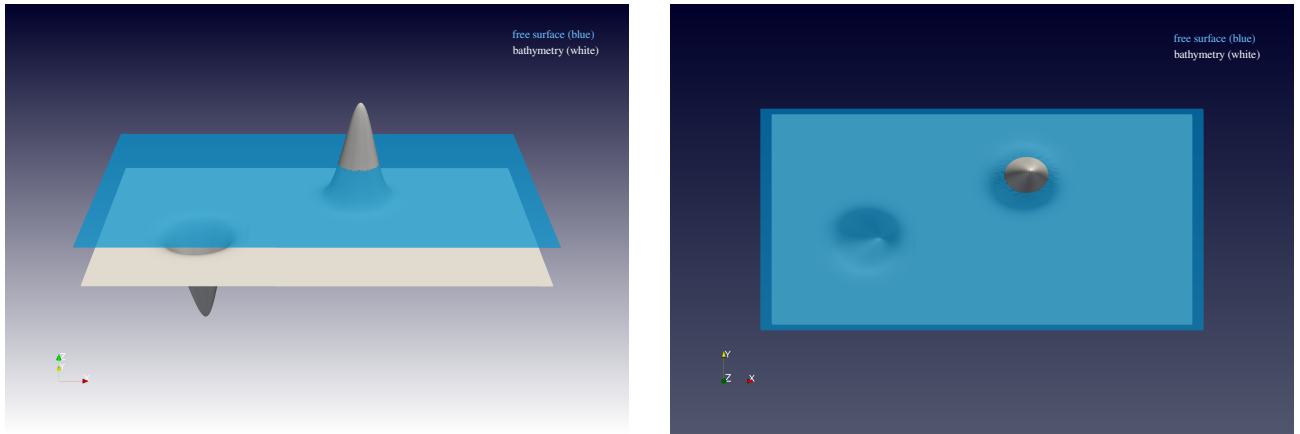 free surface (blue)
bathymetry (white)
Z
Y
X
free surface (blue)
bathymetry (white)
Y
Z X